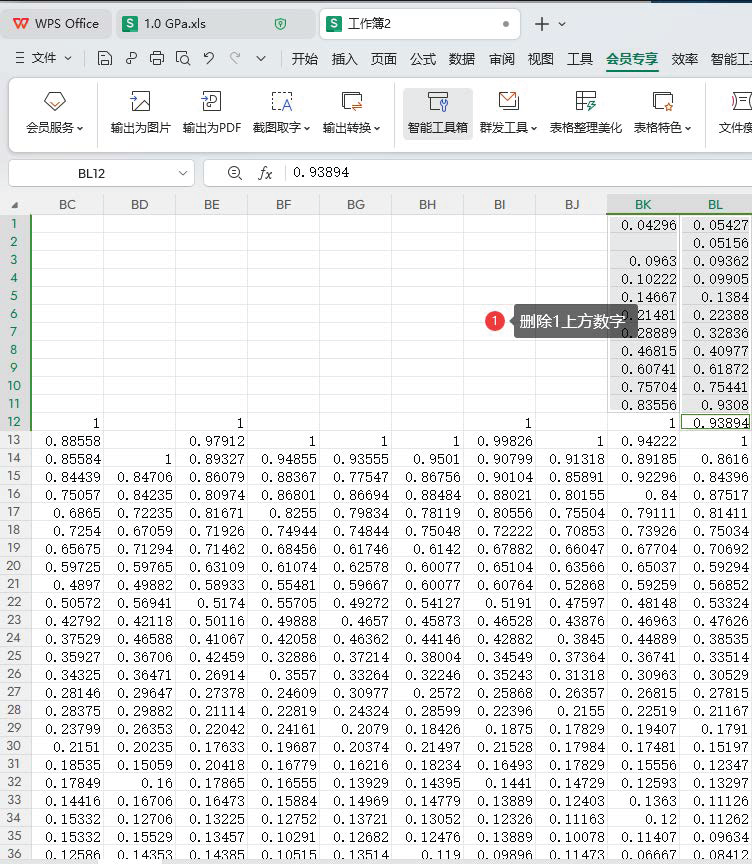 WPS Office 1.0 GPa.xls 工作簿2
文件 开始 插入 页面 公式 数据 审阅 视图 工具 会员专享 效率 智能工
会员服务 输出为图片 输出为PDF 截图取字 输出转换 智能工具箱 群发工具 表格整理美化 表格特色
BL12 fx 0.93894
BC BD BE BF BG BH BI BJ BK BL
1 0.04296 0.05427
2 0.05156
3 0.0963 0.09362
4 0.10222 0.09905
5 0.14667 0.1384
6 1 删除1上方数字 0.21481 0.22388
7 0.28889 0.32836
8 0.46815 0.40977
9 0.60741 0.61872
10 0.75704 0.75441
11 0.83556 0.9308
12 1 1 1 1 0.93894
13 0.88558 0.97912 1 1 1 0.99826 1 0.94222 1
14 0.85584 1 0.89327 0.94855 0.93555 0.9501 0.90799 0.91318 0.89185 0.8616
15 0.84439 0.84706 0.86079 0.88367 0.77547 0.86756 0.90104 0.85891 0.92296 0.84396
16 0.75057 0.84235 0.80974 0.86801 0.86694 0.88484 0.88021 0.80155 0.84 0.87517
17 0.6865 0.72235 0.81671 0.8255 0.79834 0.78119 0.80556 0.75504 0.79111 0.81411
18 0.7254 0.67059 0.71926 0.74944 0.74844 0.75048 0.72222 0.70853 0.73926 0.75034
19 0.65675 0.71294 0.71462 0.68456 0.61746 0.6142 0.67882 0.66047 0.67704 0.70692
20 0.59725 0.59765 0.63109 0.61074 0.62578 0.60077 0.65104 0.63566 0.65037 0.59294
21 0.4897 0.49882 0.58933 0.55481 0.59667 0.60077 0.60764 0.52868 0.59259 0.56852
22 0.50572 0.56941 0.5174 0.55705 0.49272 0.54127 0.5191 0.47597 0.48148 0.53324
23 0.42792 0.42118 0.50116 0.49888 0.4657 0.45873 0.46528 0.43876 0.46963 0.47626
24 0.37529 0.46588 0.41067 0.42058 0.46362 0.44146 0.42882 0.3845 0.44889 0.38535
25 0.35927 0.36706 0.42459 0.32886 0.37214 0.38004 0.34549 0.37364 0.36741 0.33514
26 0.34325 0.36471 0.26914 0.3557 0.33264 0.32246 0.35243 0.31318 0.30963 0.30529
27 0.28146 0.29647 0.27378 0.24609 0.30977 0.2572 0.25868 0.26357 0.26815 0.27815
28 0.28375 0.29882 0.21114 0.22819 0.24324 0.28599 0.22396 0.2155 0.22519 0.21167
29 0.23799 0.26353 0.22042 0.24161 0.2079 0.18426 0.1875 0.17829 0.19407 0.1791
30 0.2151 0.20235 0.17633 0.19687 0.20374 0.21497 0.21528 0.17984 0.17481 0.15197
31 0.18535 0.15059 0.20418 0.16779 0.16216 0.18234 0.16493 0.17829 0.15556 0.12347
32 0.17849 0.16 0.17865 0.16555 0.13929 0.14395 0.1441 0.14729 0.12593 0.13297
33 0.14416 0.16706 0.16473 0.15884 0.14969 0.14779 0.13889 0.12403 0.1363 0.11126
34 0.15332 0.12706 0.13225 0.12752 0.13721 0.13052 0.12326 0.11163 0.12 0.11262
35 0.15332 0.15529 0.13457 0.10291 0.12682 0.12476 0.13889 0.10078 0.11407 0.09634
36 0.12586 0.14353 0.14385 0.10515 0.13514 0.119 0.09896 0.11473 0.06667 0.08412